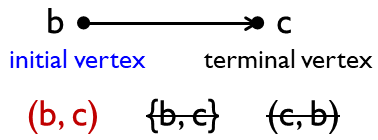 b c
initial vertex terminal vertex
(b, c) {b, c} (c, b)